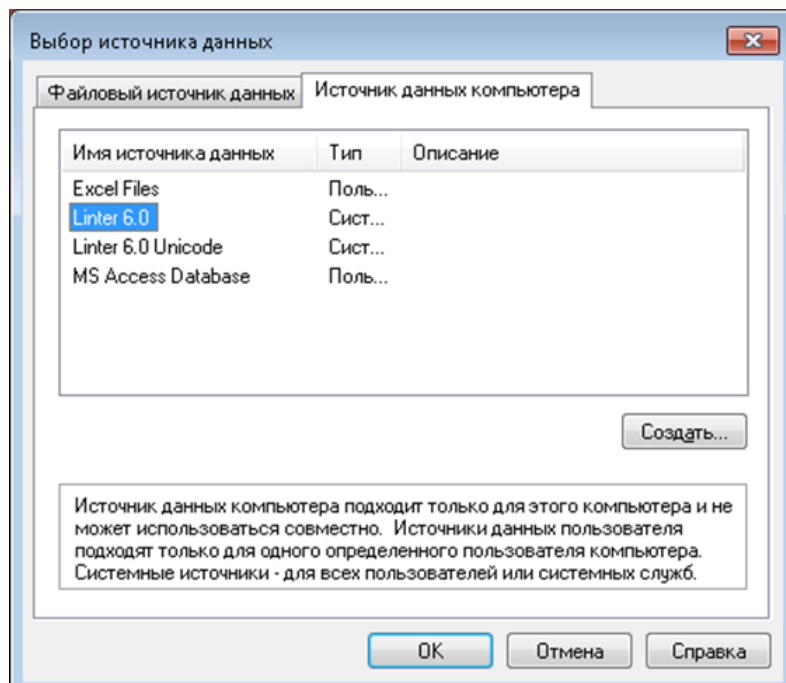 Выбор источника данных
Файловый источник данных Источник данных компьютера
Имя источника данных Тип Описание
Excel Files Поль...
Linter 6.0 Сист...
Linter 6.0 Unicode Сист...
MS Access Database Поль...
Создать...
Источник данных компьютера подходит только для этого компьютера и не
может использоваться совместно. Источники данных пользователя
подходят только для одного определенного пользователя компьютера.
Системные источники - для всех пользователей или системных служб.
OK Отмена Справка